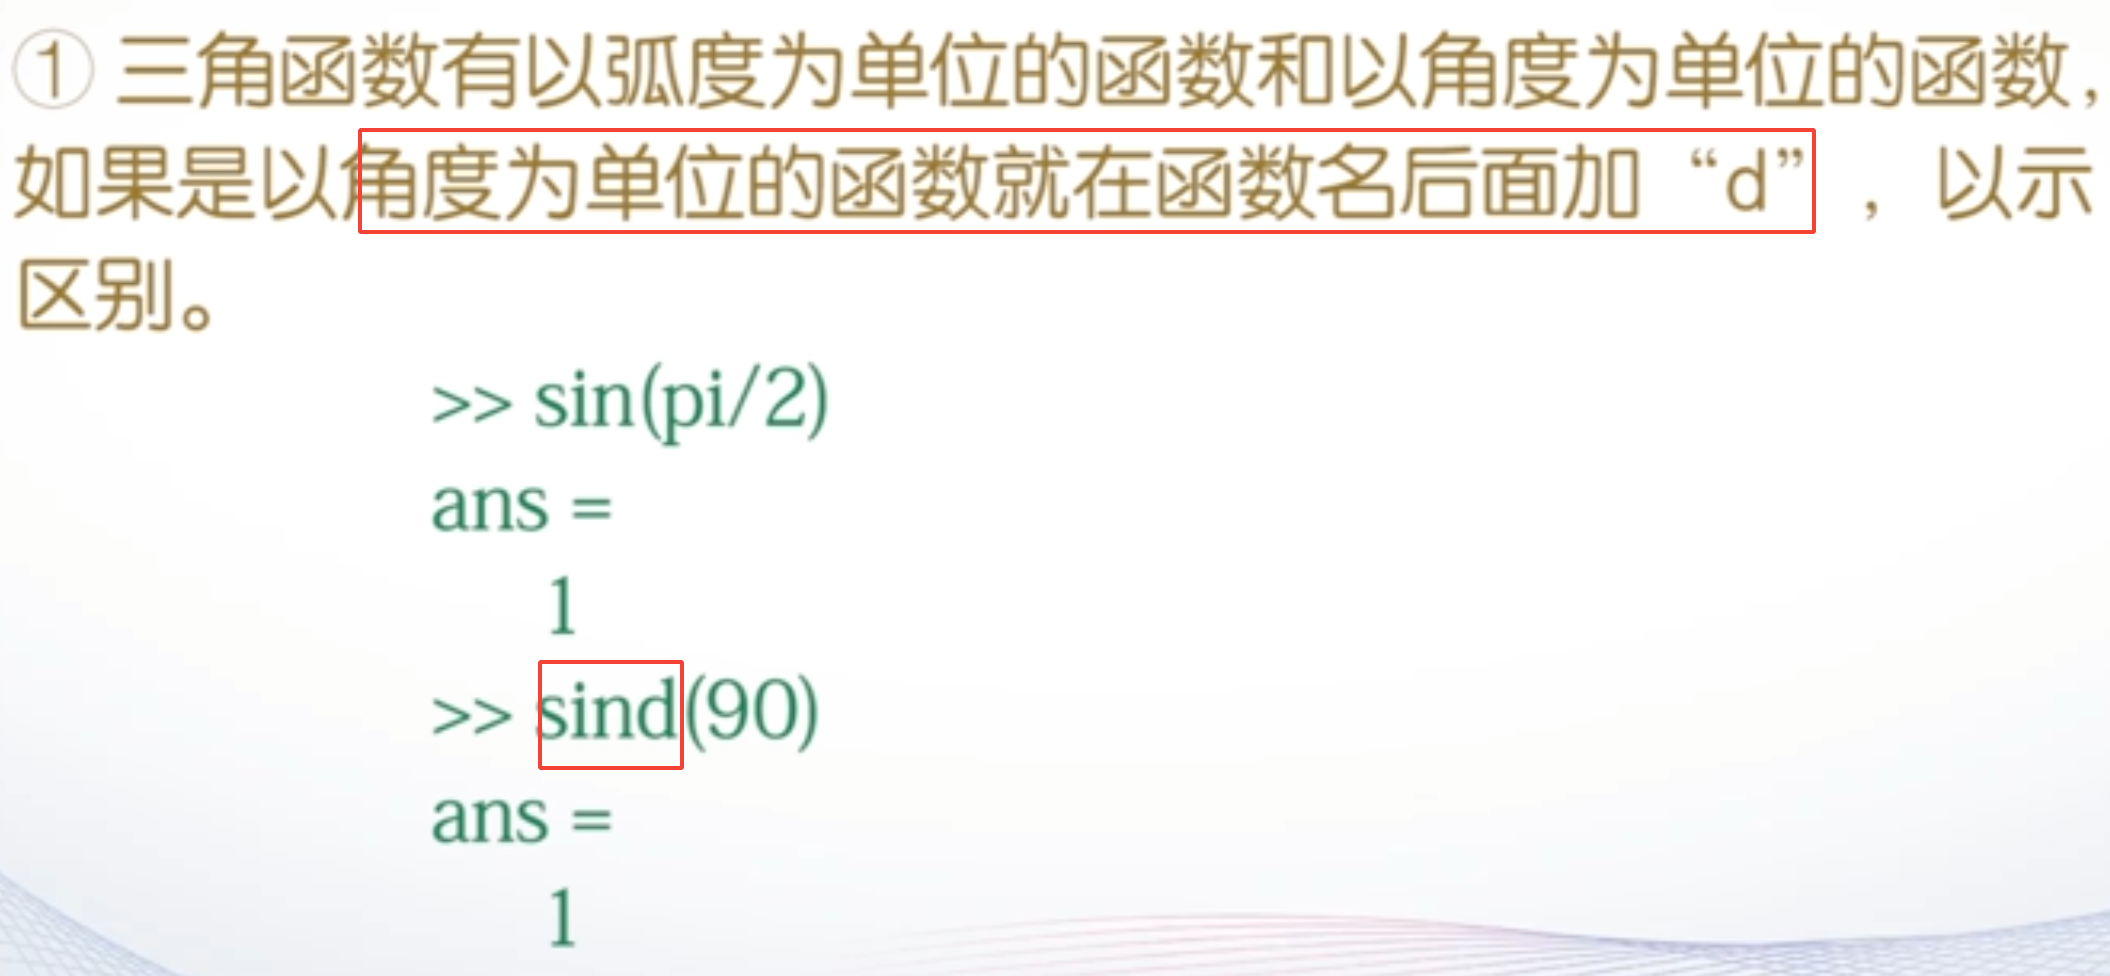 ① 三角函数有以弧度为单位的函数和以角度为单位的函数，
如果是以角度为单位的函数就在函数名后面加“d”，以示
区别。
>> sin(pi/2)
ans =
1
>> sind(90)
ans =
1